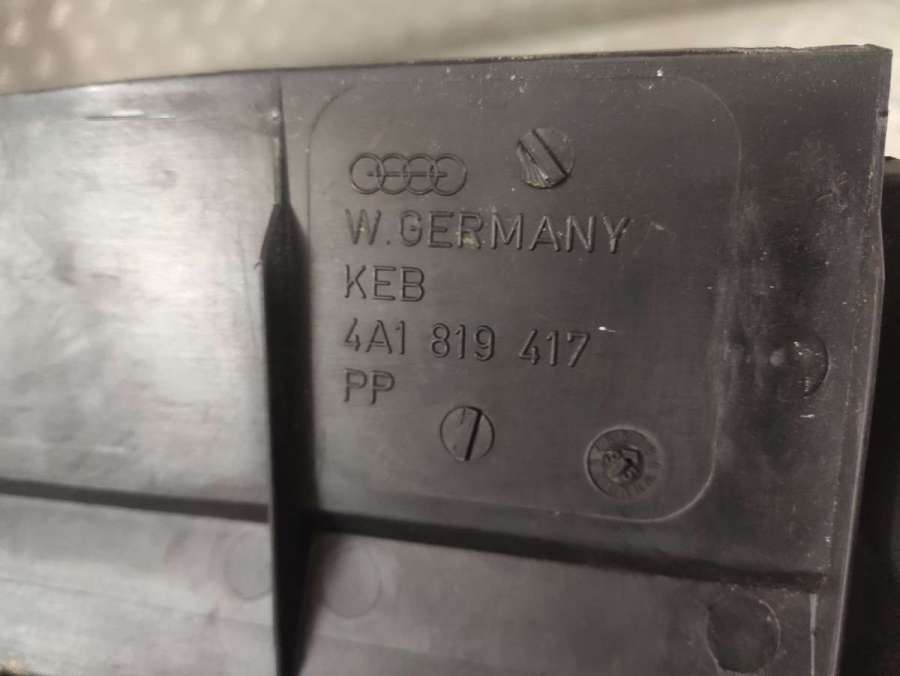 W.GERMANY
KEB
4A1 819 417
PP